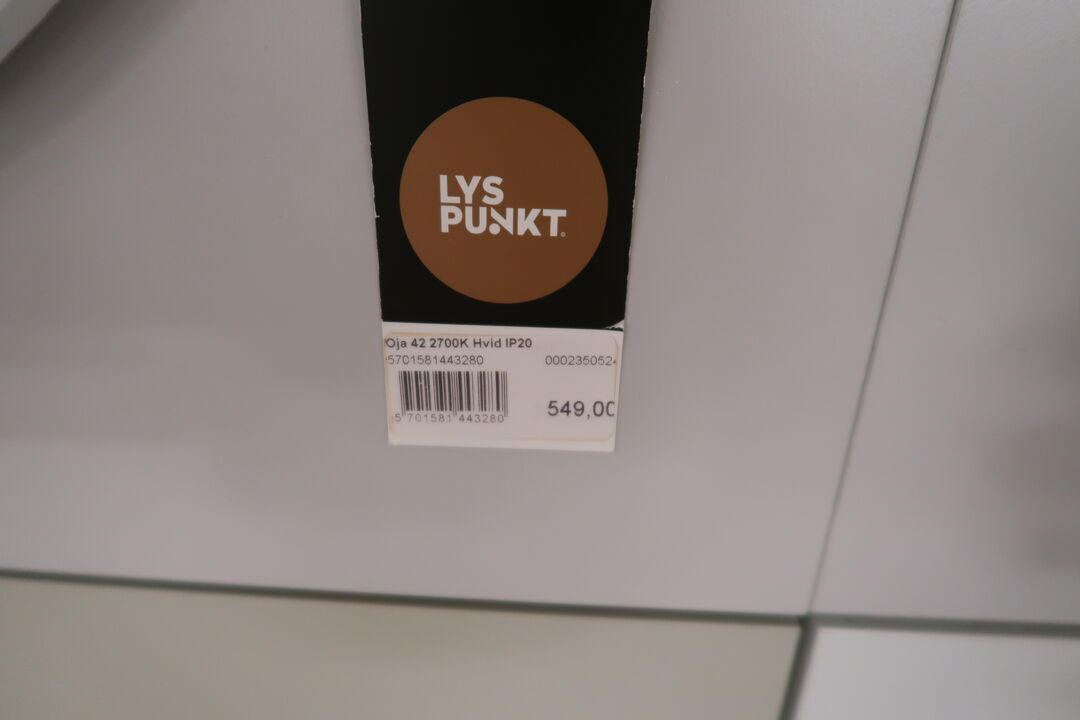 LYS
PUNKT®
Oja 42 2700K Hvid IP20
5701581443280 000235052
549,00
5 701581 443280